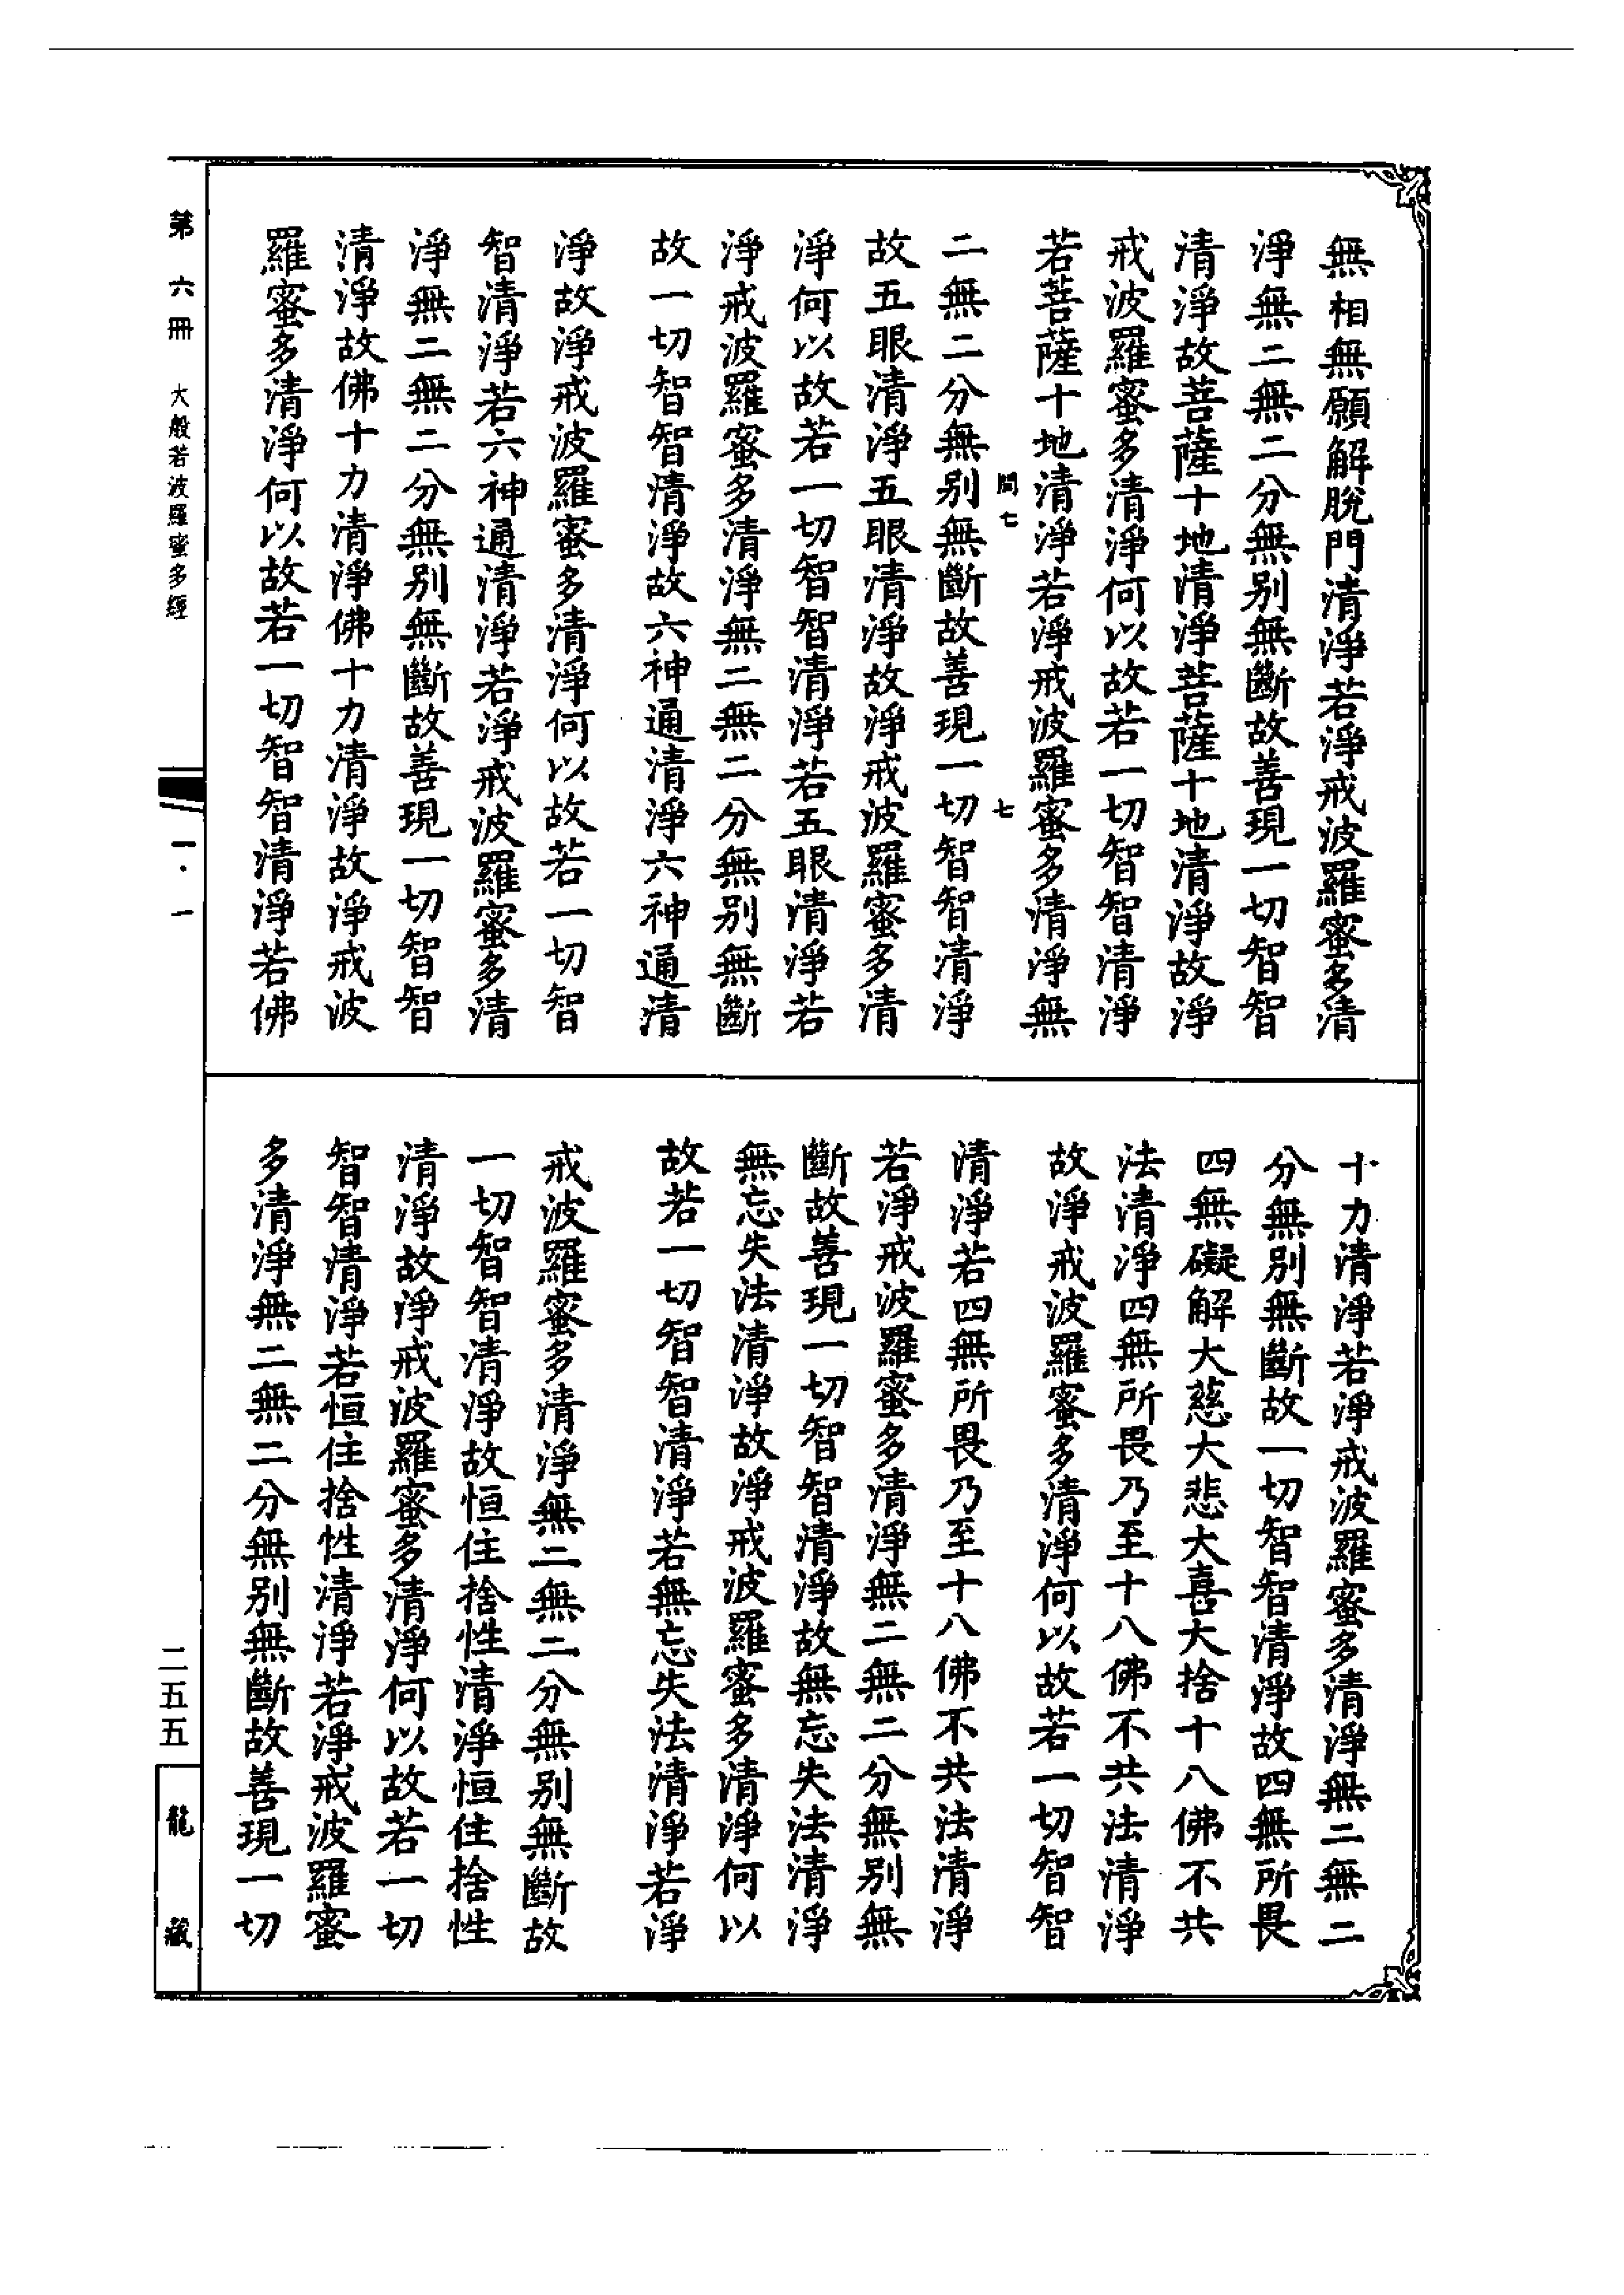 無相無願解脫門清淨若淨戒波羅蜜多清
淨無二無二分無別無斷故善現一切智智
清淨故菩薩十地清淨菩薩十地清淨故淨
戒波羅蜜多清淨何以故若一切智智清淨
若菩薩十地清淨若淨戒波羅蜜多清淨無
閏七 七
二無二分無別無斷故善現一切智智清淨
故五眼清淨五眼清淨故淨戒波羅蜜多清
淨何以故若一切智智清淨若五眼清淨若
淨戒波羅蜜多清淨無二無二分無別無斷
故一切智智清淨故六神通清淨六神通清
淨故淨戒波羅蜜多清淨何以故若一切智
智清淨若六神通清淨若淨戒波羅蜜多清
淨無二無二分無別無斷故善現一切智智
清淨故佛十力清淨佛十力清淨故淨戒波
羅蜜多清淨何以故若一切智智清淨若佛
十力清淨若淨戒波羅蜜多清淨無二無二
分無別無斷故一切智智清淨故四無所畏
四無礙解大慈大悲大喜大捨十八佛不共
法清淨四無所畏乃至十八佛不共法清淨
故淨戒波羅蜜多清淨何以故若一切智智
清淨若四無所畏乃至十八佛不共法清淨
若淨戒波羅蜜多清淨無二無二分無別無
斷故善現一切智智清淨故無忘失法清淨
無忘失法清淨故淨戒波羅蜜多清淨何以
故若一切智智清淨若無忘失法清淨若淨
戒波羅蜜多清淨無二無二分無別無斷故
一切智智清淨故恒住捨性清淨恒住捨性
清淨故淨戒波羅蜜多清淨何以故若一切
智智清淨若恒住捨性清淨若淨戒波羅蜜
多清淨無二無二分無別無斷故善現一切
第六冊 大般若波羅蜜多經
一·一
二五五
龍藏